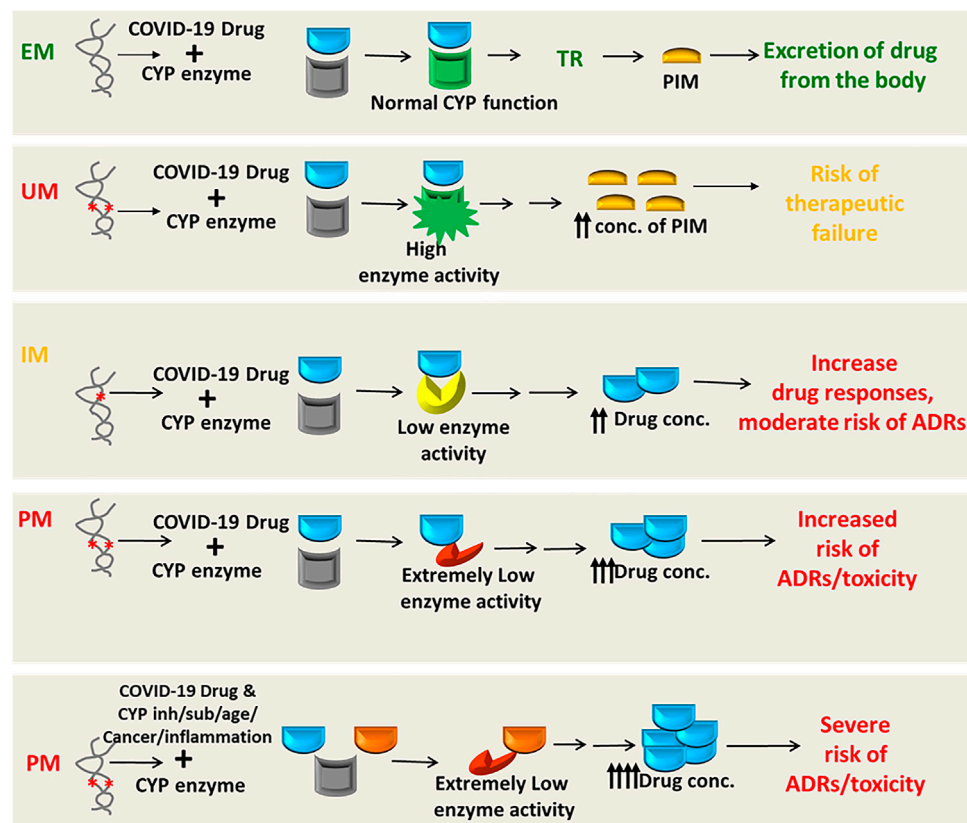 EM
COVID-19 Drug
+
CYP enzyme
Normal CYP function
TR
PIM
Excretion of drug
from the body
UM
* *
COVID-19 Drug
+
CYP enzyme
High
enzyme activity
conc. of PIM
Risk of
therapeutic
failure
IM
*
COVID-19 Drug
+
CYP enzyme
Low enzyme
activity
Drug conc.
Increase
drug responses,
moderate risk of ADRs
PM
* *
COVID-19 Drug
+
CYP enzyme
Extremely Low
enzyme activity
Drug conc.
Increased
risk of
ADRs/toxicity
PM
* *
COVID-19 Drug &
CYP inh/sub/age/
Cancer/inflammation
+
CYP enzyme
Extremely Low
enzyme activity
Drug conc.
Severe
risk of
ADRs/toxicity